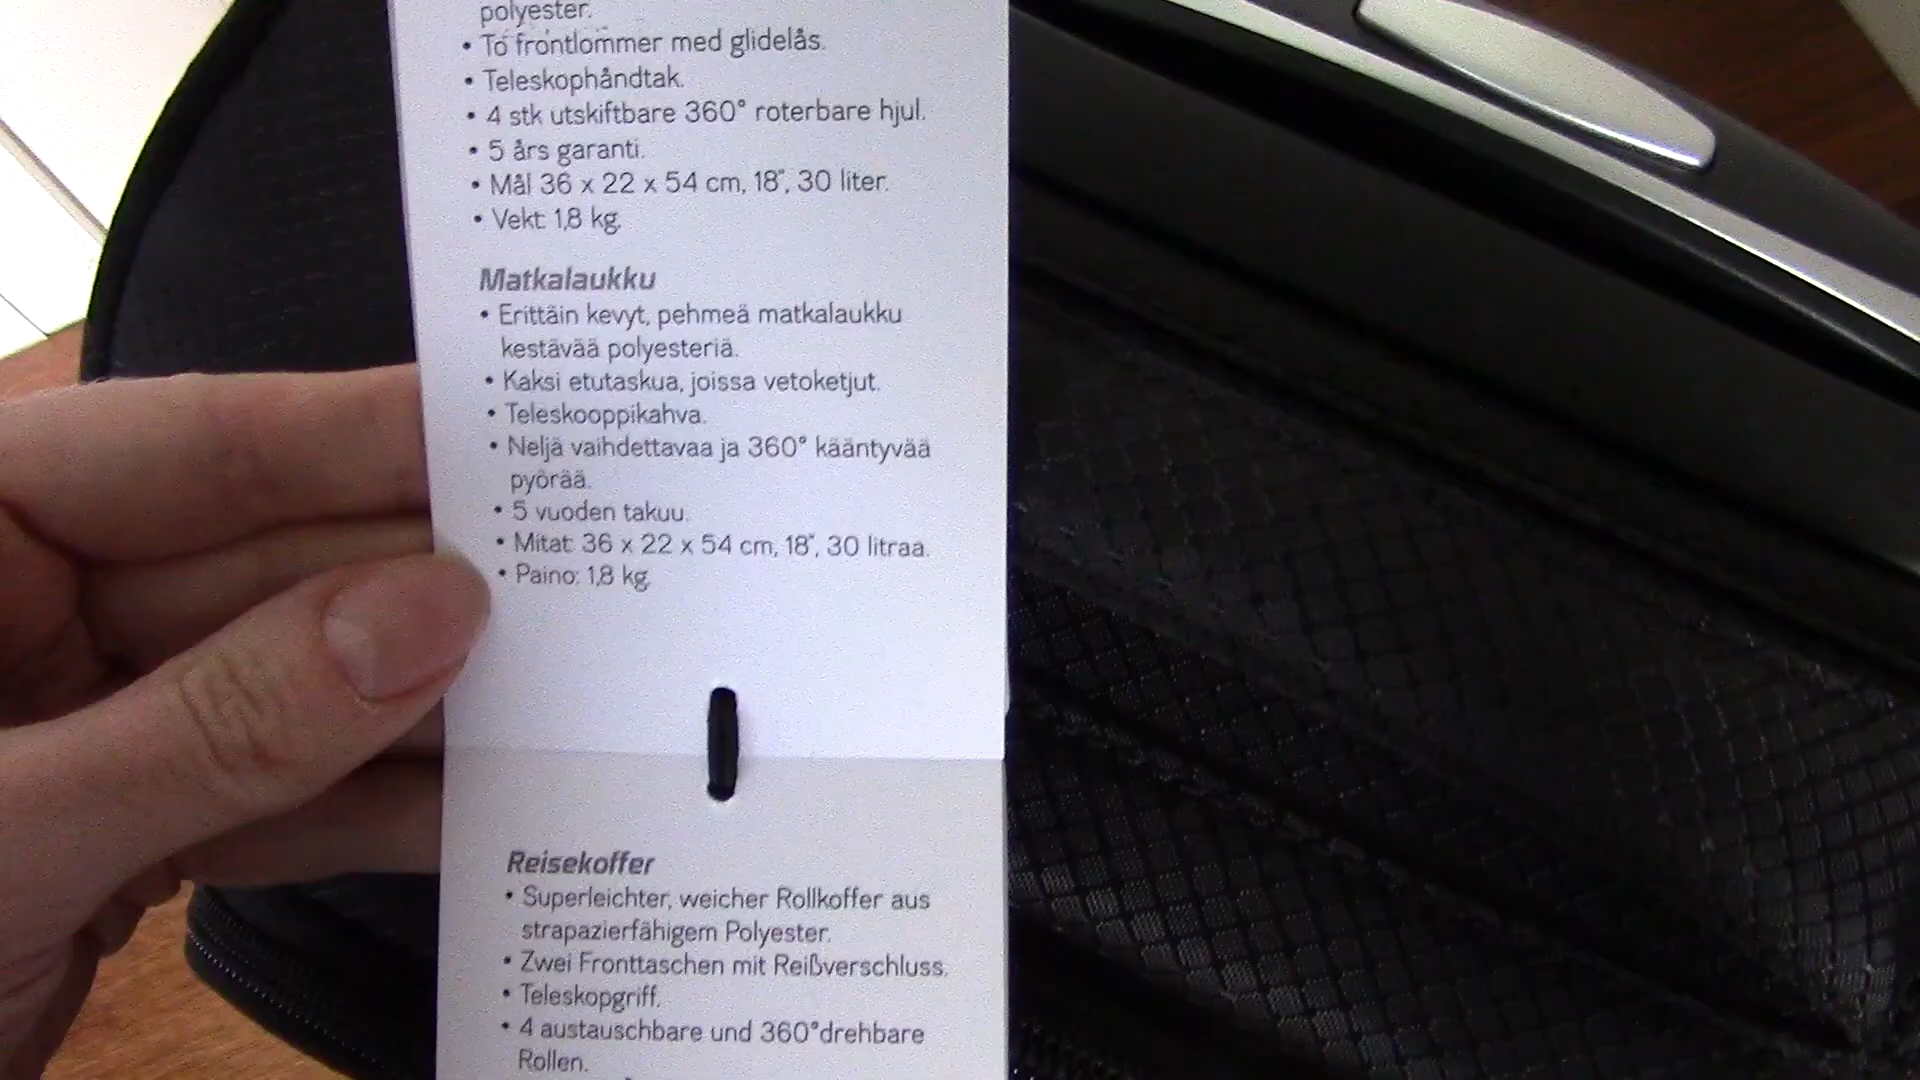 polyester.
• To frontlommer med glidelås.
• Teleskophåndtak.
• 4 stk utskiftbare 360° roterbare hjul.
• 5 års garanti.
• Mål 36 x 22 x 54 cm, 18", 30 liter.
• Vekt: 1,8 kg.
Matkalaukku
• Erittäin kevyt, pehmeä matkalaukku
kestävää polyesteriä.
• Kaksi etutaskua, joissa vetoketjut.
• Teleskooppikahva.
• Neljä vaihdettavaa ja 360° kääntyvää
pyörää.
• 5 vuoden takuu.
• Mitat: 36 x 22 x 54 cm, 18", 30 litraa.
• Paino: 1,8 kg.
Reisekoffer
• Superleichter, weicher Rollkoffer aus
strapazierfähigem Polyester.
• Zwei Fronttaschen mit Reißverschluss.
• Teleskopgriff.
• 4 austauschbare und 360°drehbare
Rollen.